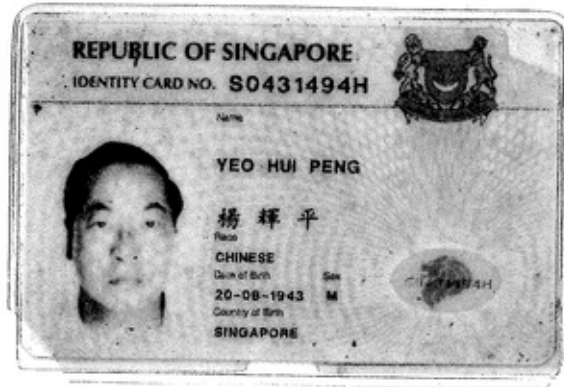 REPUBLIC OF SINGAPORE
IDENTITY CARD NO. S0431494H
Name
YEO HUI PENG
楊輝平
Race
CHINESE
Date of Birth Sex
20-08-1943 M
Country of Birth
SINGAPORE